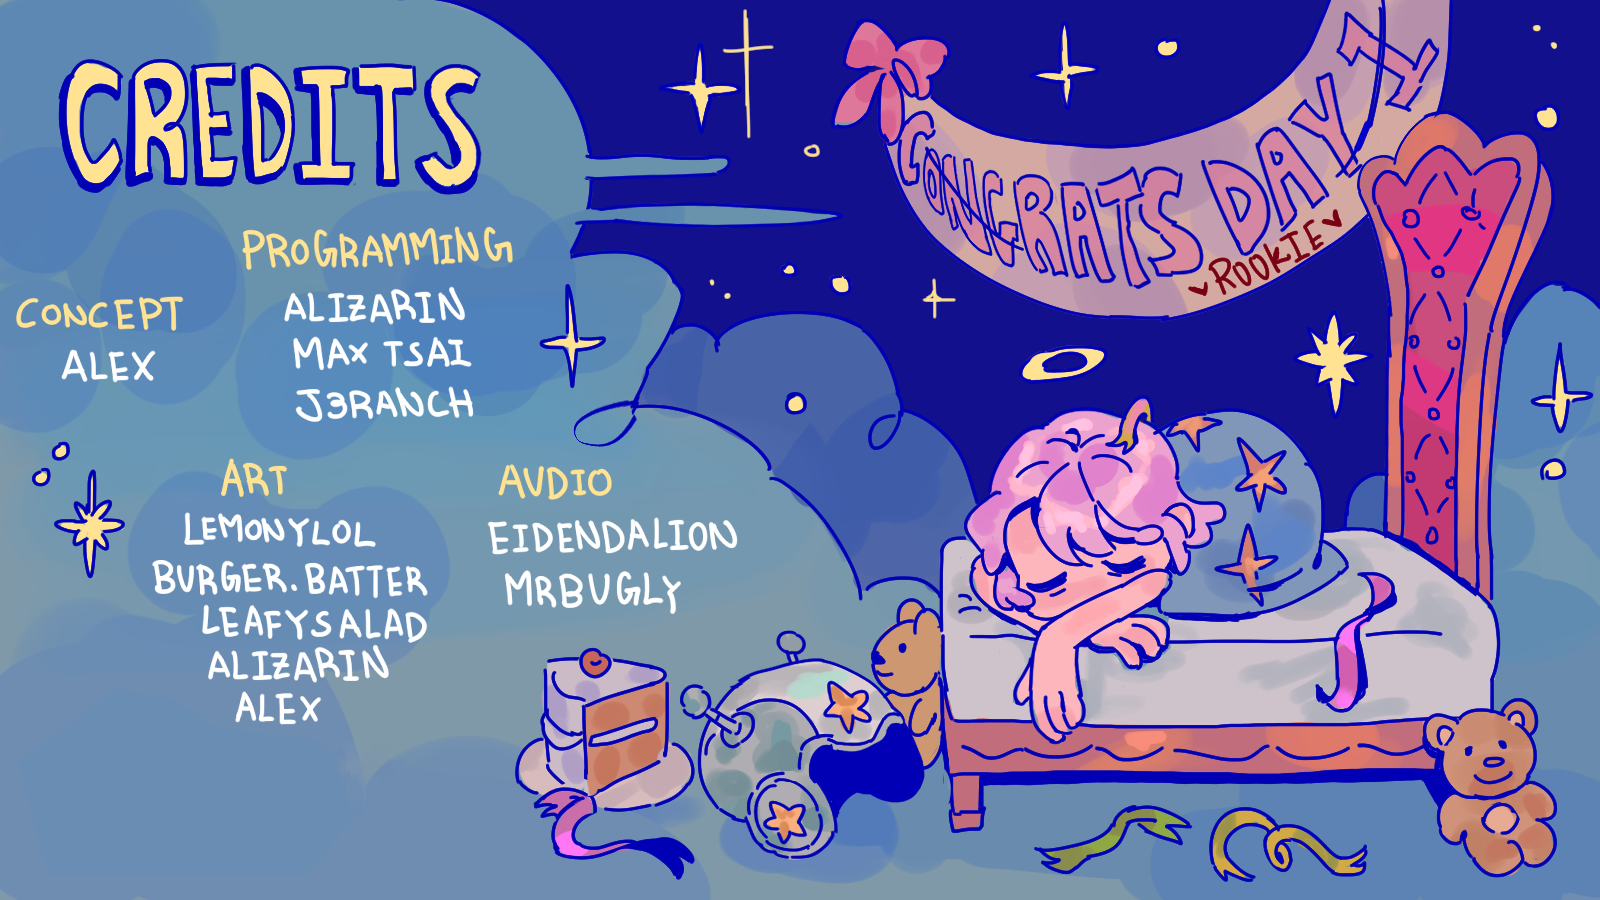 CREDITS
CONCEPT
ALEX
PROGRAMMING
ALIZARIN
MAX TSAI
J3RANCH
ART
LEMONYLOL
BURGER.BATTER
LEAFYSALAD
ALIZARIN
ALEX
AUDIO
EIDENDALION
MRBUGLY
CONGRATS DAY 1
ROOKIE